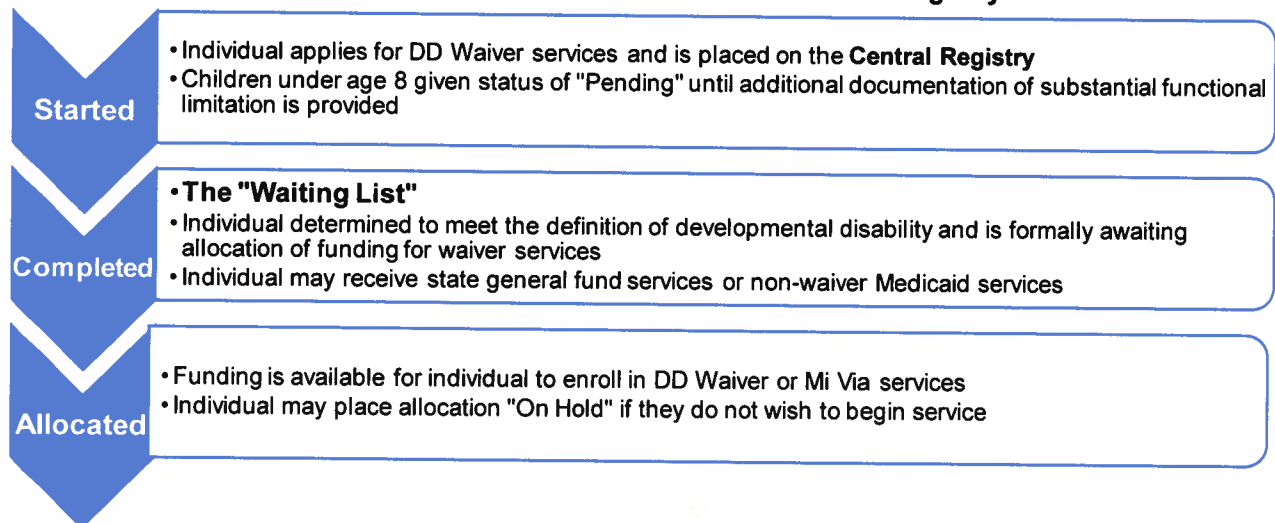 Started
• Individual applies for DD Waiver services and is placed on the Central Registry
• Children under age 8 given status of "Pending" until additional documentation of substantial functional
limitation is provided
Completed
• The "Waiting List"
• Individual determined to meet the definition of developmental disability and is formally awaiting
allocation of funding for waiver services
• Individual may receive state general fund services or non-waiver Medicaid services
Allocated
• Funding is available for individual to enroll in DD Waiver or Mi Via services
• Individual may place allocation "On Hold" if they do not wish to begin service